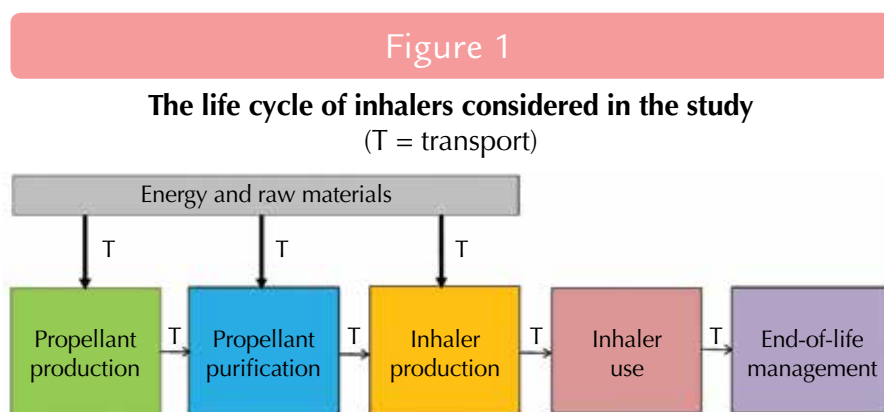 Figure 1
The life cycle of inhalers considered in the study
(T = transport)
Energy and raw materials
T
T
T
Propellant
production
T
Propellant
purification
T
Inhaler
production
T
Inhaler
use
T
End-of-life
management